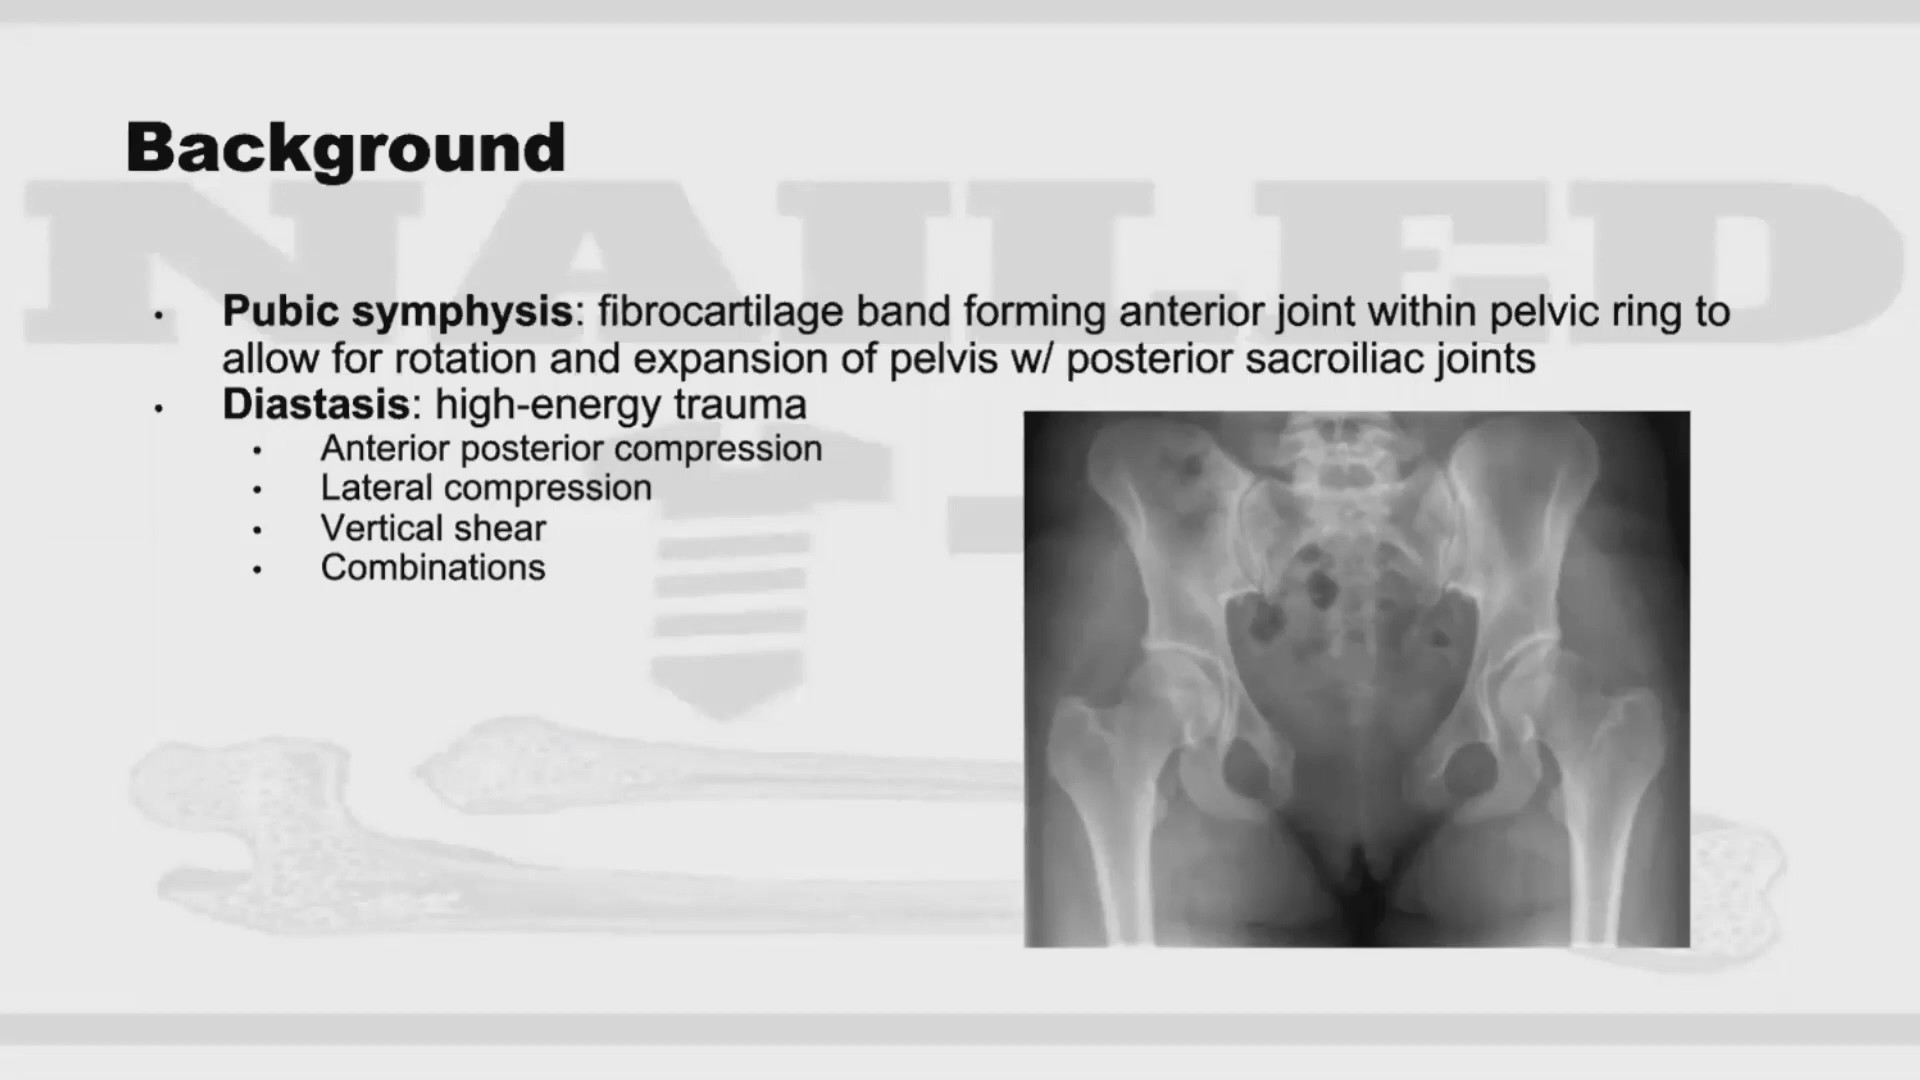 Background
NAILED
• Pubic symphysis: fibrocartilage band forming anterior joint within pelvic ring to
allow for rotation and expansion of pelvis w/ posterior sacroiliac joints
• Diastasis: high-energy trauma
• Anterior posterior compression
• Lateral compression
• Vertical shear
• Combinations